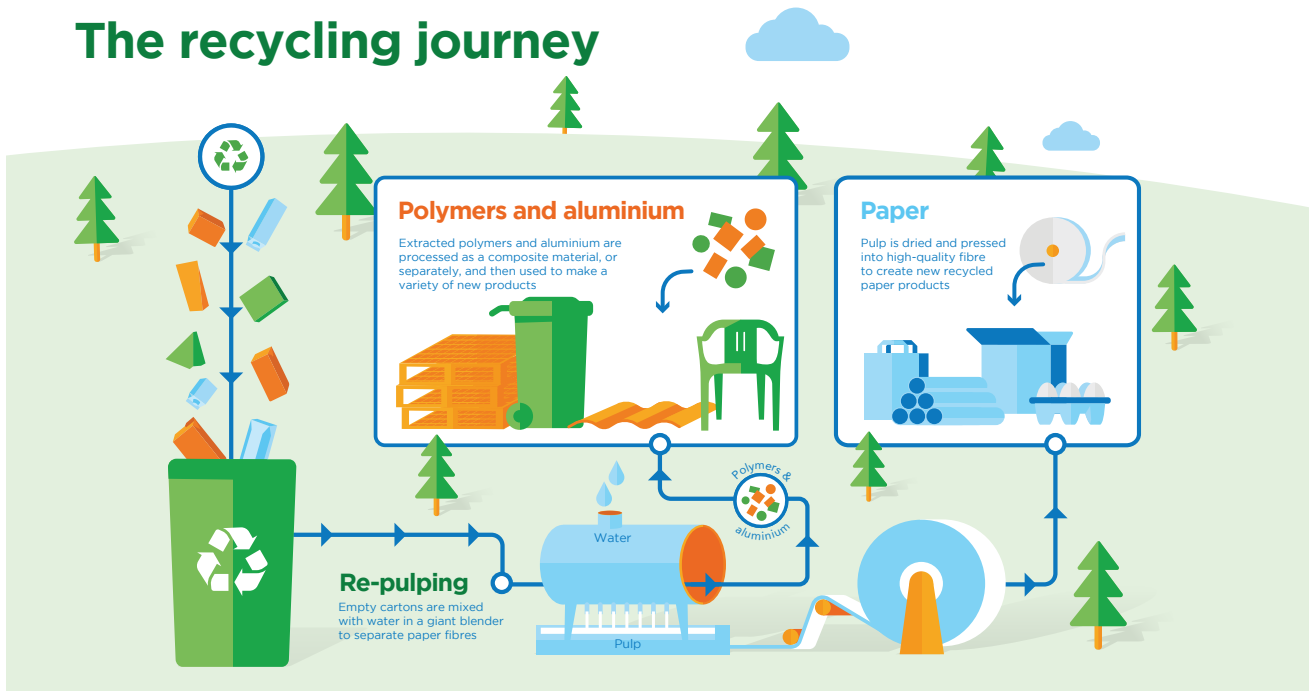 The recycling journey
Polymers and aluminium
Extracted polymers and aluminium are
processed as a composite material, or
separately, and then used to make a
variety of new products
Paper
Pulp is dried and pressed
into high-quality fibre
to create new recycled
paper products
Polymers &
aluminium
Water
Re-pulping
Empty cartons are mixed
with water in a giant blender
to separate paper fibres
Pulp